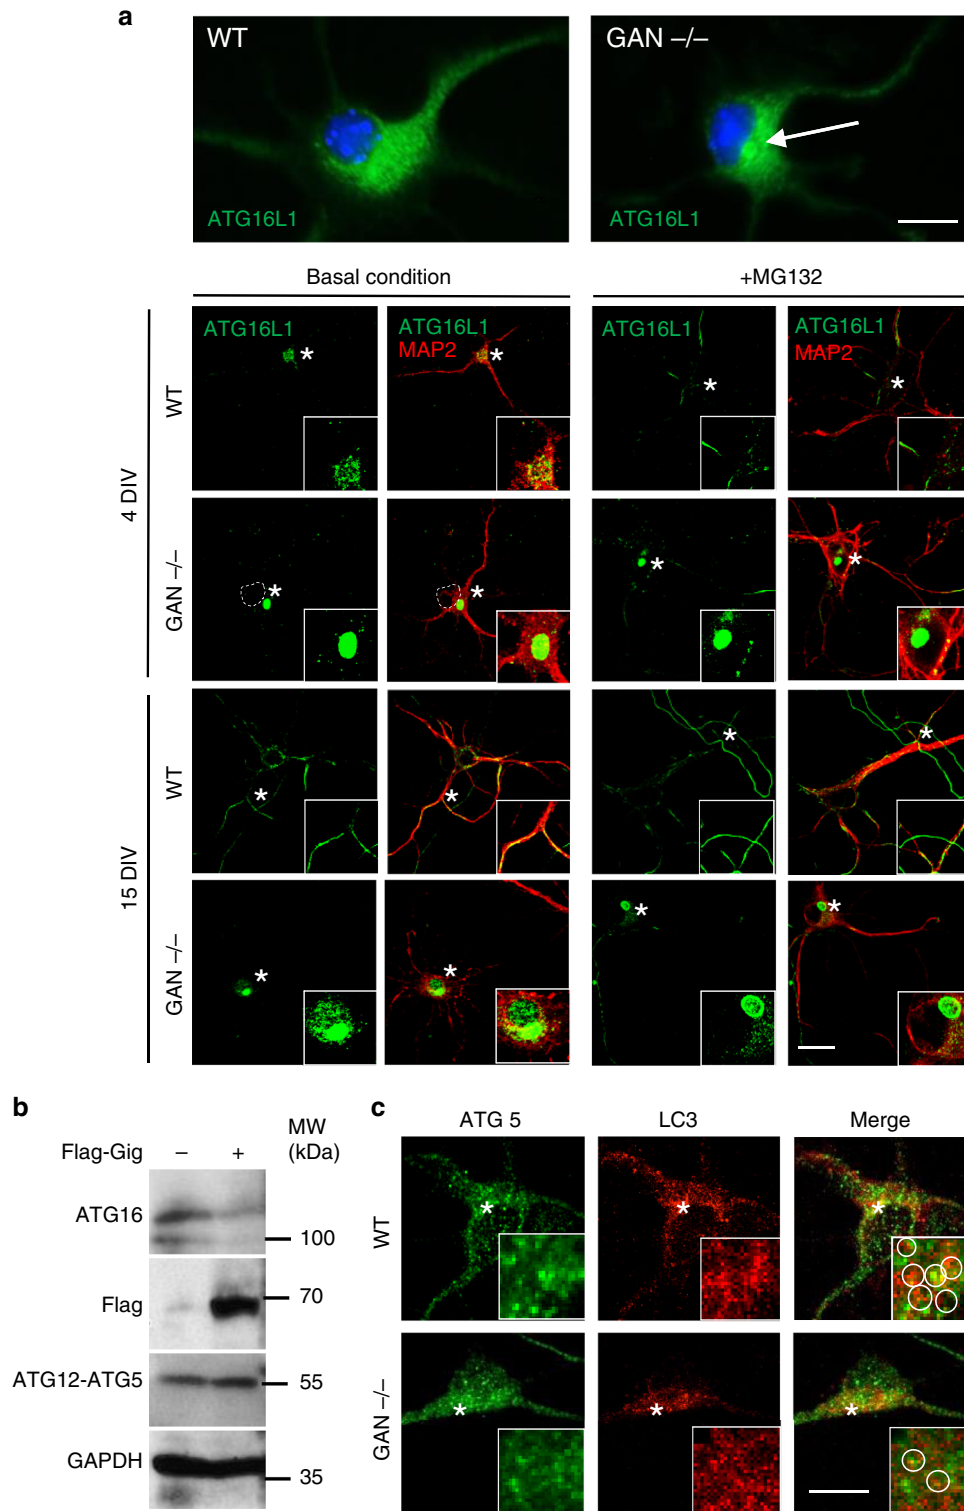 a
WT
GAN –/–
ATG16L1
ATG16L1
Basal condition
+MG132
ATG16L1
ATG16L1
MAP2
ATG16L1
ATG16L1
MAP2
4 DIV
WT
*
*
*
*
GAN –/–
*
*
*
*
15 DIV
WT
*
*
*
*
GAN –/–
*
*
*
*
b
Flag-Gig
–
+
MW
(kDa)
ATG16
100
Flag
70
ATG12-ATG5
55
GAPDH
35
c
ATG 5
LC3
Merge
WT
*
*
*
GAN –/–
*
*
*